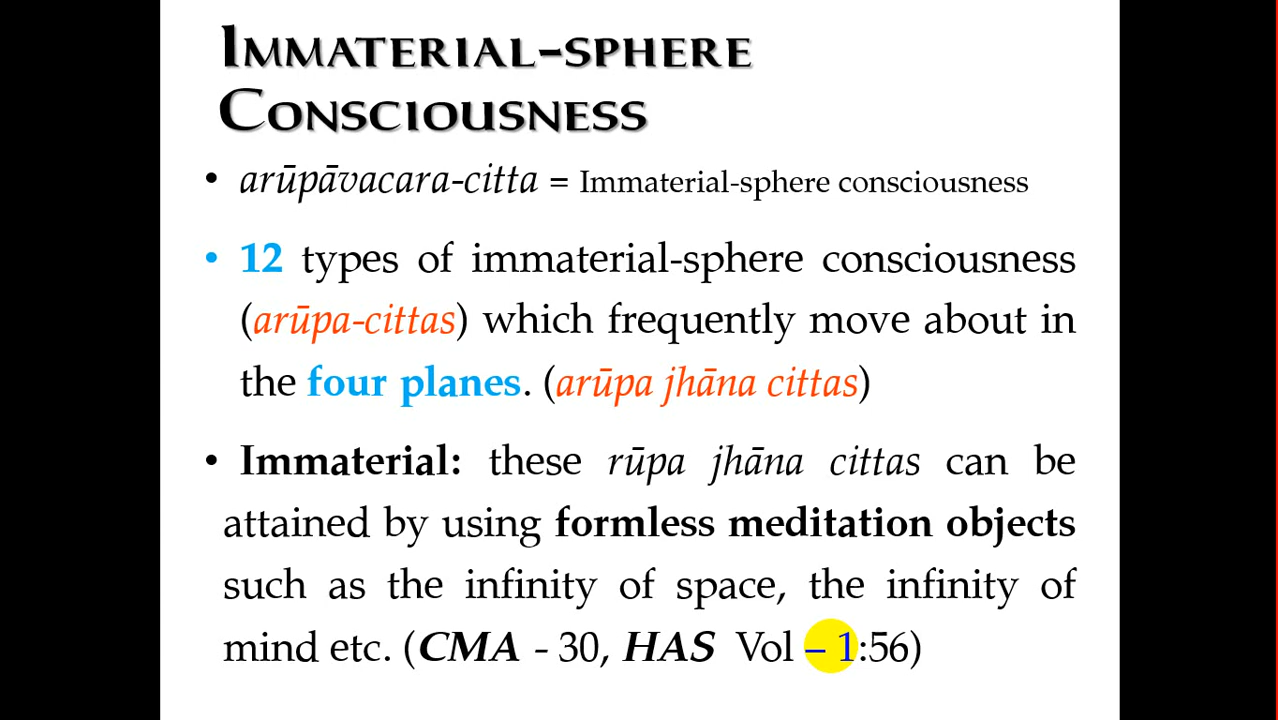 IMMATERIAL-SPHERE
CONSCIOUSNESS
• arūpāvacara-citta = Immaterial-sphere consciousness
• 12 types of immaterial-sphere consciousness
(arūpa-cittas) which frequently move about in
the four planes. (arūpa jhāna cittas)
• Immaterial: these rūpa jhāna cittas can be
attained by using formless meditation objects
such as the infinity of space, the infinity of
mind etc. (CMA - 30, HAS Vol – 1:56)